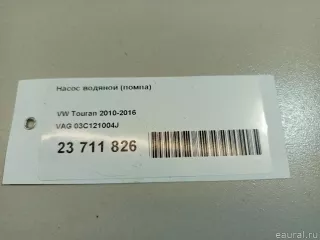 Насос водяной (помпа)
VW Touran 2010-2016
VAG 03C121004J
23 711 826
eaural.ru